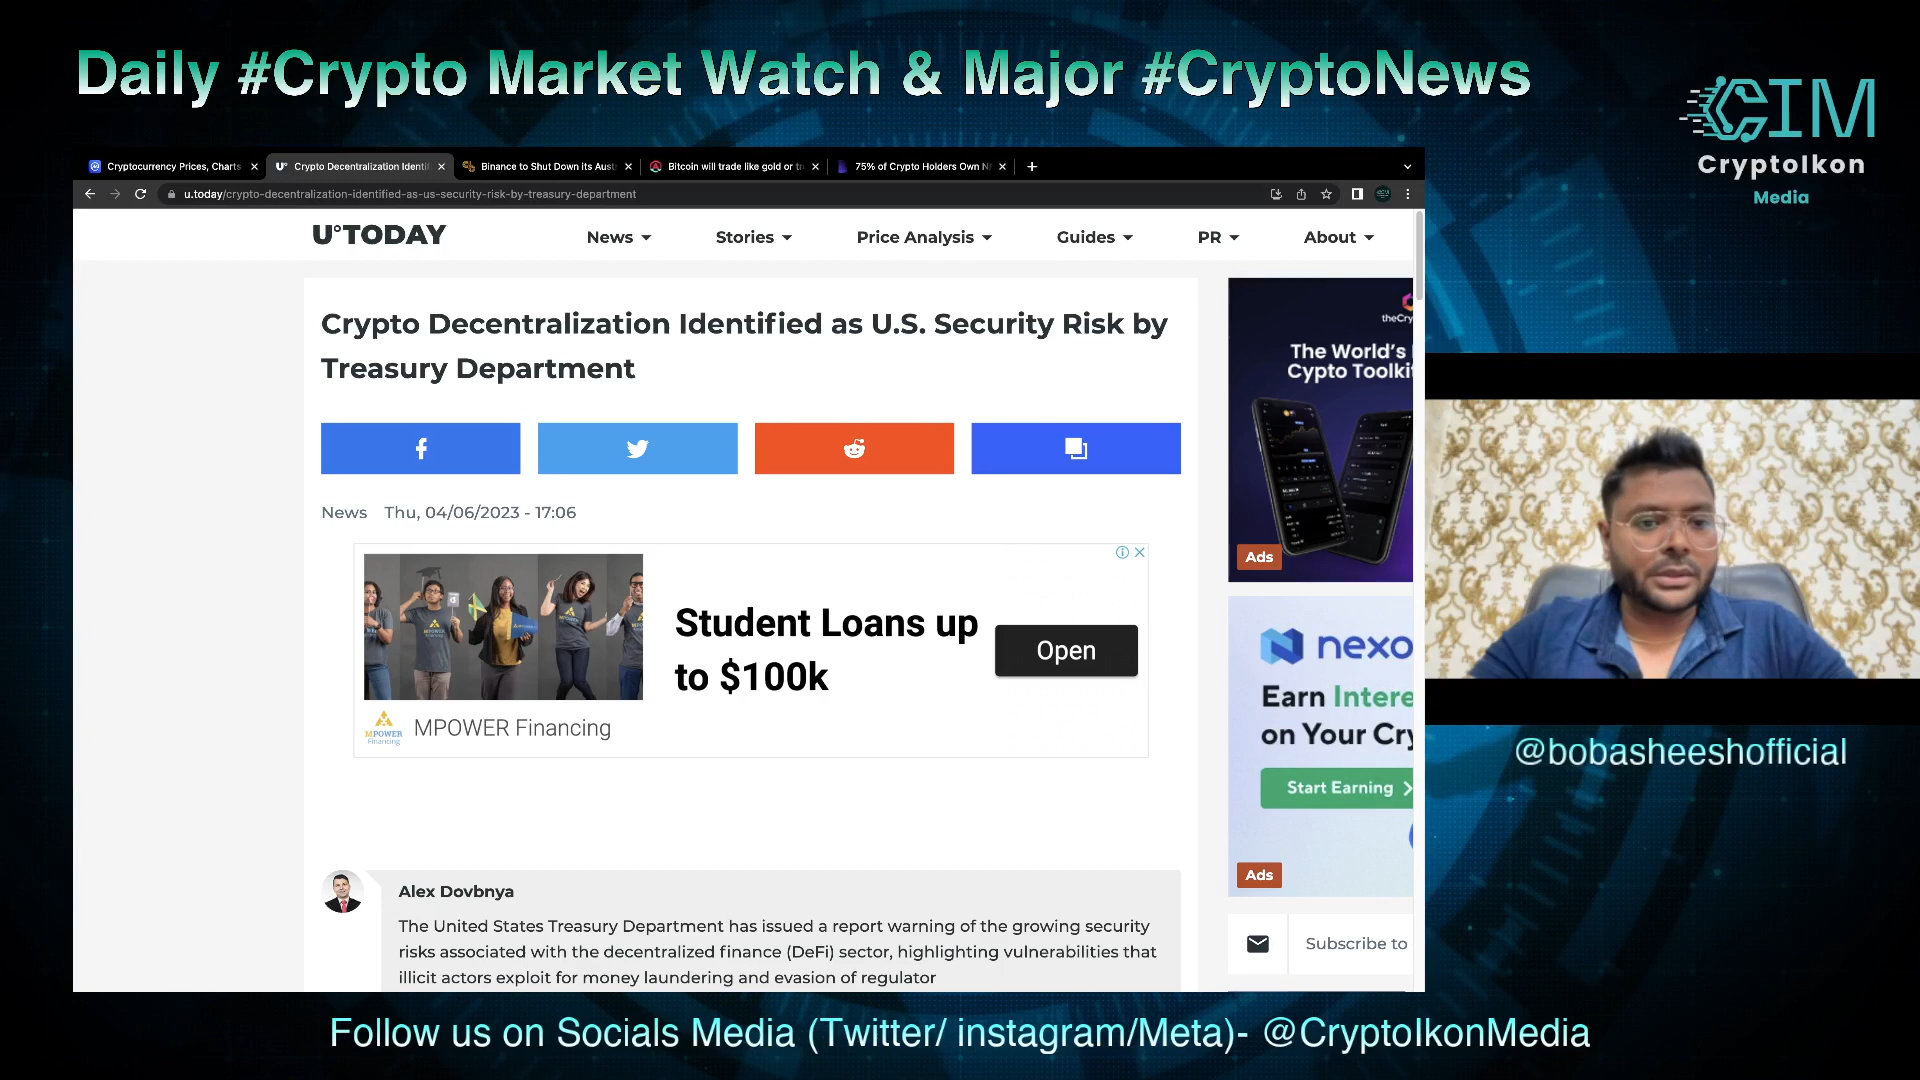 Daily #Crypto Market Watch & Major #CryptoNews
CIM
CryptoIkon
Media
Cryptocurrency Prices, Charts
Crypto Decentralization Identif
Binance to Shut Down its Aust
Bitcoin will trade like gold or tr
75% of Crypto Holders Own N
u.today/crypto-decentralization-identified-as-us-security-risk-by-treasury-department
U°TODAY
News
Stories
Price Analysis
Guides
PR
About
Crypto Decentralization Identified as U.S. Security Risk by
Treasury Department
News Thu, 04/06/2023 - 17:06
Student Loans up
to $100k
Open
MPOWER
Financing
MPOWER Financing
theCry
The World's
Cypto Toolki
Ads
nexo
Earn Intere
on Your Cry
Start Earning
Ads
Subscribe to
Alex Dovbnya
The United States Treasury Department has issued a report warning of the growing security
risks associated with the decentralized finance (DeFi) sector, highlighting vulnerabilities that
illicit actors exploit for money laundering and evasion of regulator
@bobasheeshofficial
Follow us on Socials Media (Twitter/ instagram/Meta)- @CryptoIkonMedia